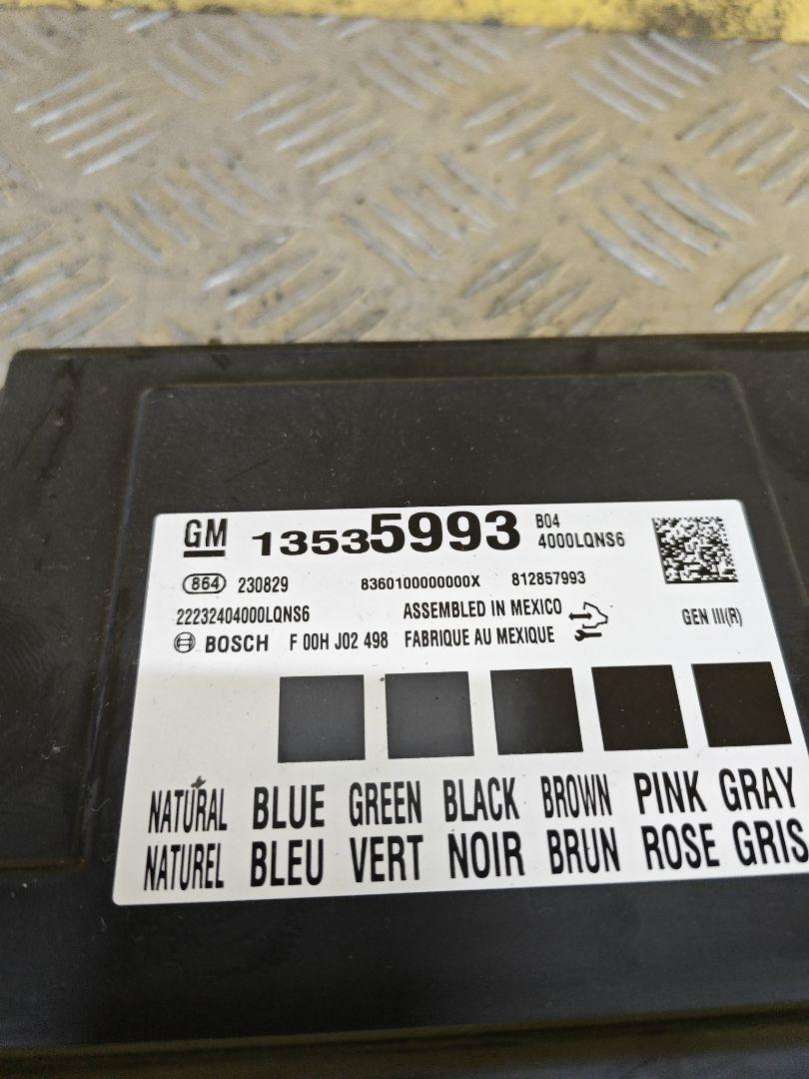 GM 13535993 B04
4000LQNS6
864 230829 8360100000000X 812857993
22232404000LQNS6 ASSEMBLED IN MEXICO GEN III(R)
BOSCH F 00H J02 498 FABRIQUE AU MEXIQUE
NATURAL BLUE GREEN BLACK BROWN PINK GRAY
NATUREL BLEU VERT NOIR BRUN ROSE GRIS